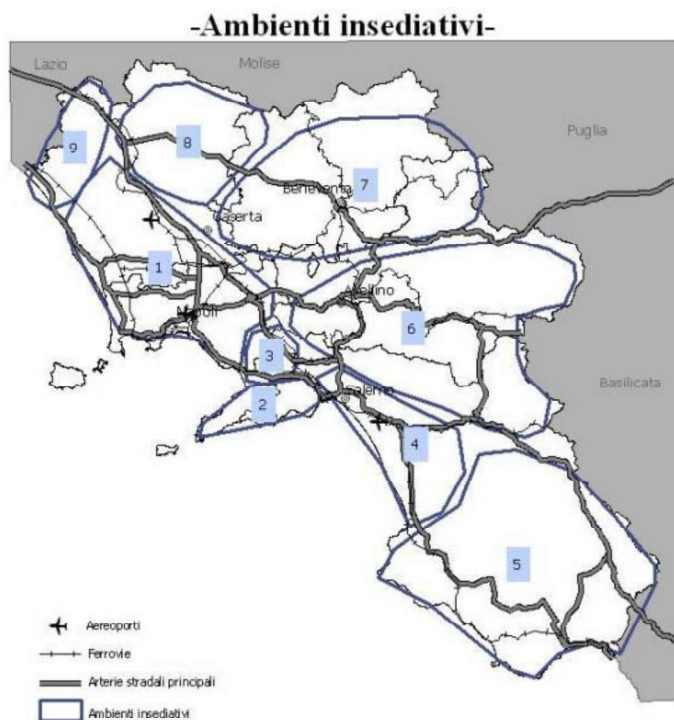 -Ambienti insediativi-
Lazio
Molise
Puglia
9
8
7
Benevento
Caserta
1
Avellino
Napoli
6
3
Basilicata
2
Salerno
4
5
Aereoporti
Ferrovie
Arterie stradali principali
Ambienti insediativi